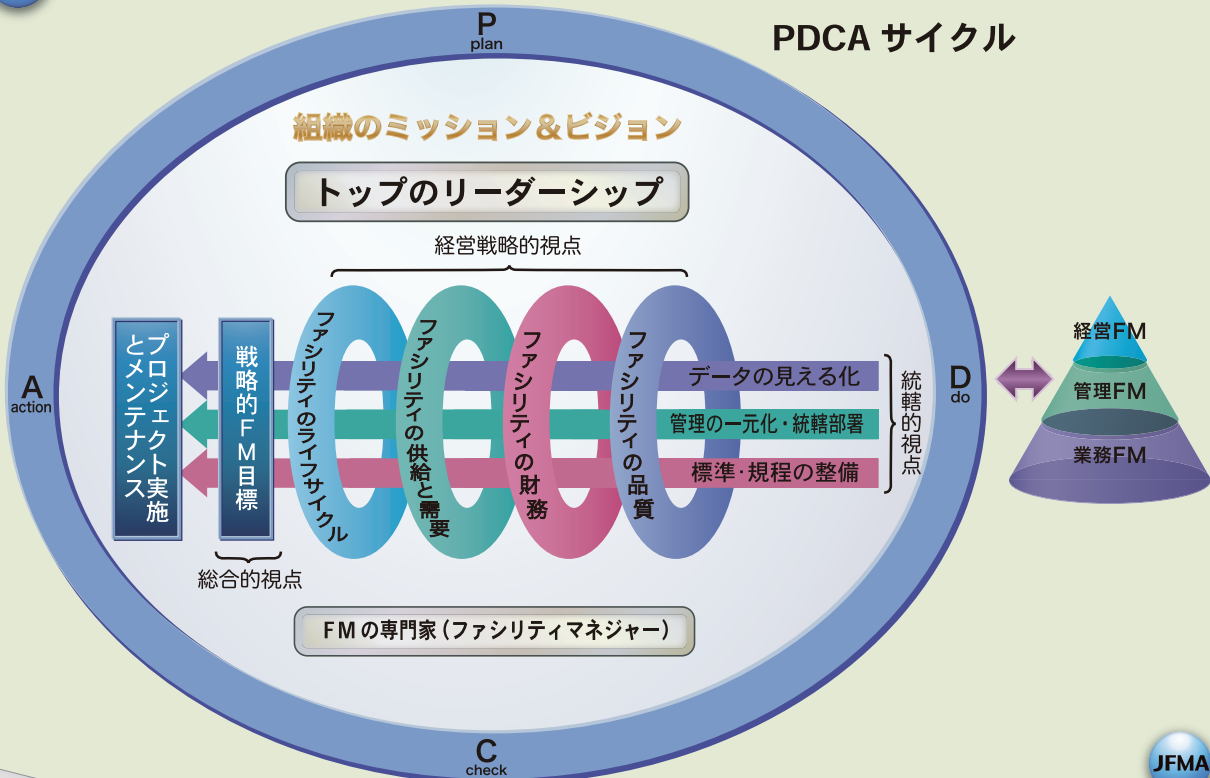 P
plan
PDCA サイクル
組織のミッション＆ビジョン
トップのリーダーシップ
経営戦略的視点
プロジェクト実施
とメンテナンス
戦略的FM目標
ファシリティのライフサイクル
ファシリティの供給と需要
ファシリティの財務
ファシリティの品質
データの見える化
管理の一元化・統轄部署
標準・規程の整備
統轄的視点
総合的視点
FMの専門家（ファシリティマネジャー）
A
action
D
do
C
check
経営FM
管理FM
業務FM
JFMA